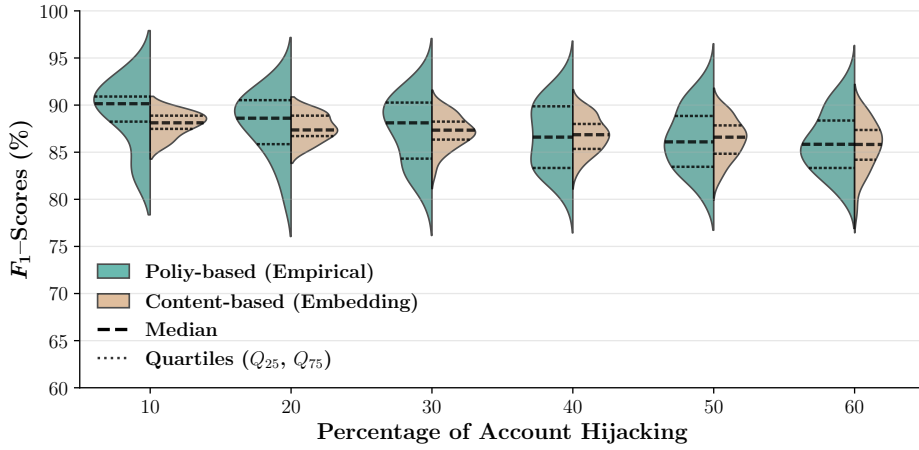 100
95
90
85
80
75
70
65
60
F₁–Scores (%)
Poliy-based (Empirical)
Content-based (Embedding)
Median
Quartiles (Q₂₅, Q₇₅)
10 20 30 40 50 60
Percentage of Account Hijacking